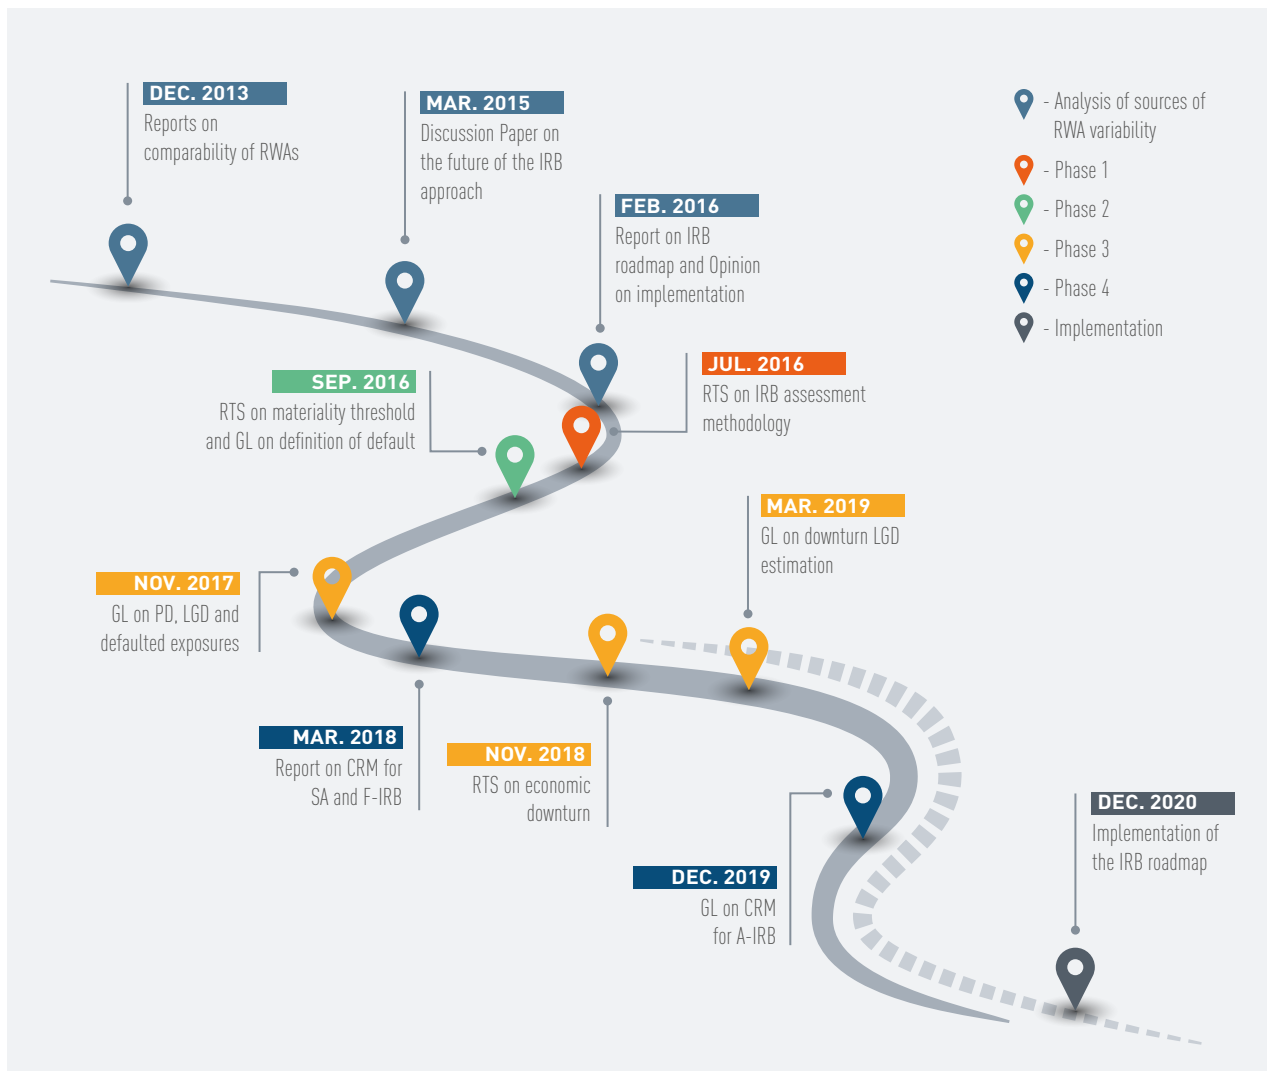 DEC. 2013
Reports on
comparability of RWAs
MAR. 2015
Discussion Paper on
the future of the IRB
approach
FEB. 2016
Report on IRB
roadmap and Opinion
on implementation
- Analysis of sources of
RWA variability
- Phase 1
- Phase 2
- Phase 3
- Phase 4
- Implementation
JUL. 2016
RTS on IRB assessment
methodology
SEP. 2016
RTS on materiality threshold
and GL on definition of default
MAR. 2019
GL on downturn LGD
estimation
NOV. 2017
GL on PD, LGD and
defaulted exposures
MAR. 2018
Report on CRM for
SA and F-IRB
NOV. 2018
RTS on economic
downturn
DEC. 2019
GL on CRM
for A-IRB
DEC. 2020
Implementation of
the IRB roadmap